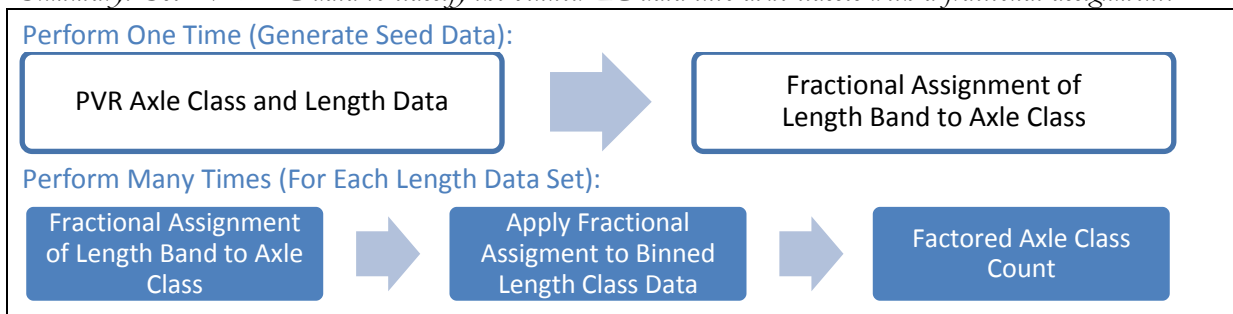 Perform One Time (Generate Seed Data):
PVR Axle Class and Length Data
Fractional Assignment of
Length Band to Axle Class
Perform Many Times (For Each Length Data Set):
Fractional Assignment
of Length Band to Axle
Class
Apply Fractional
Assigment to Binned
Length Class Data
Factored Axle Class
Count